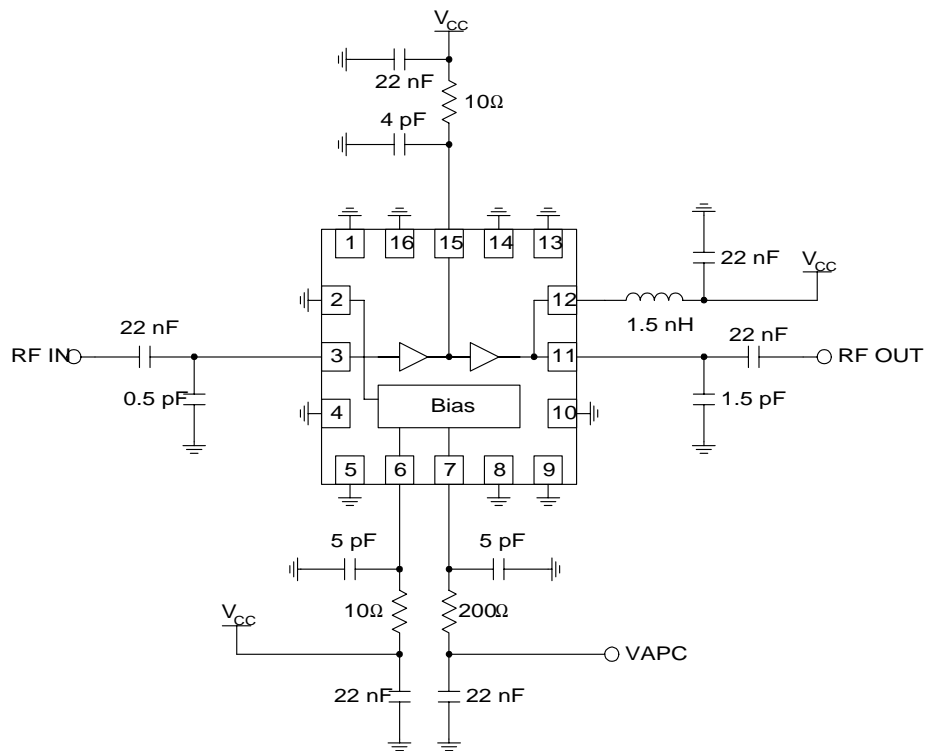 VCC
22 nF
10Ω
4 pF
1
16
15
14
13
22 nF
VCC
2
12
1.5 nH
22 nF
22 nF
RF IN
3
11
RF OUT
0.5 pF
1.5 pF
4
Bias
10
5
6
7
8
9
5 pF
5 pF
10Ω
200Ω
VCC
VAPC
22 nF
22 nF